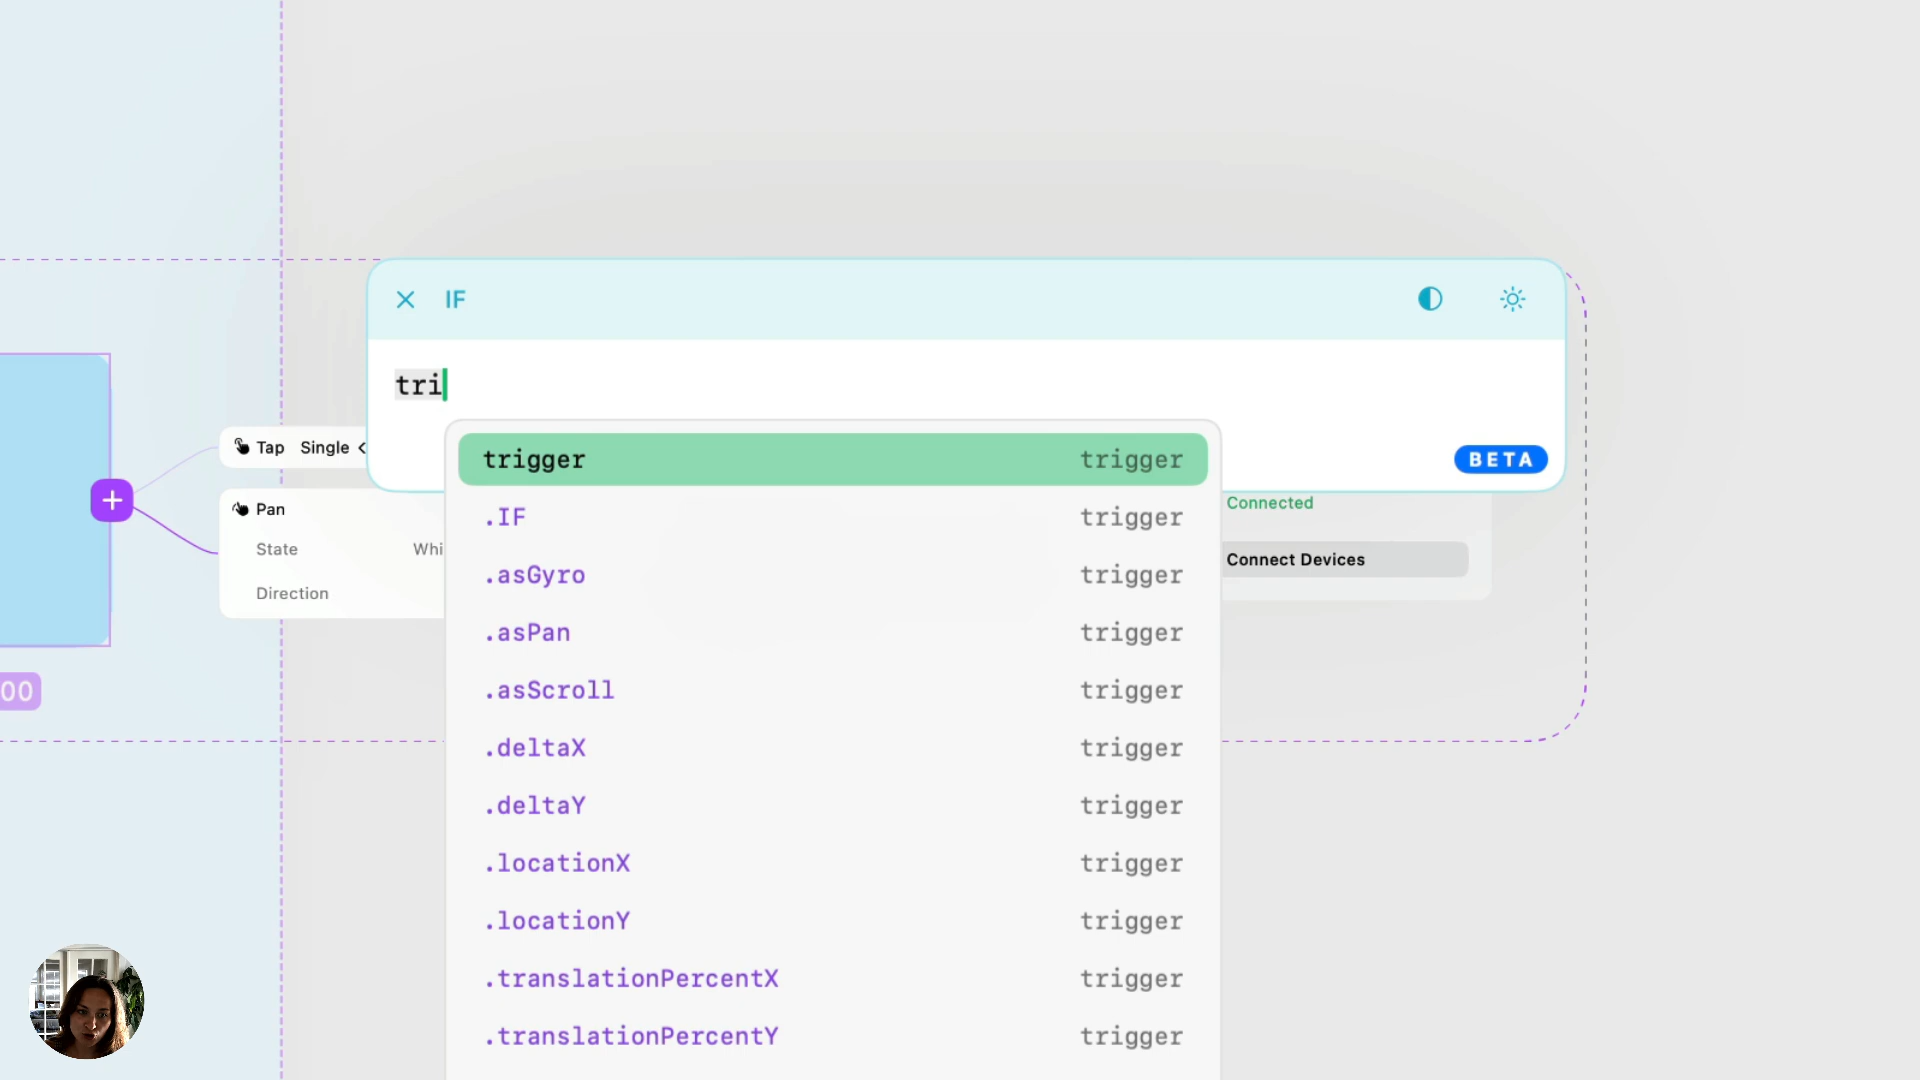 IF
tri
Tap Single
BETA
trigger trigger
Pan
Connected
.IF trigger
State Whi
Connect Devices
.asGyro trigger
Direction
.asPan trigger
.asScroll trigger
00
.deltaX trigger
.deltaY trigger
.locationX trigger
.locationY trigger
.translationPercentX trigger
.translationPercentY trigger